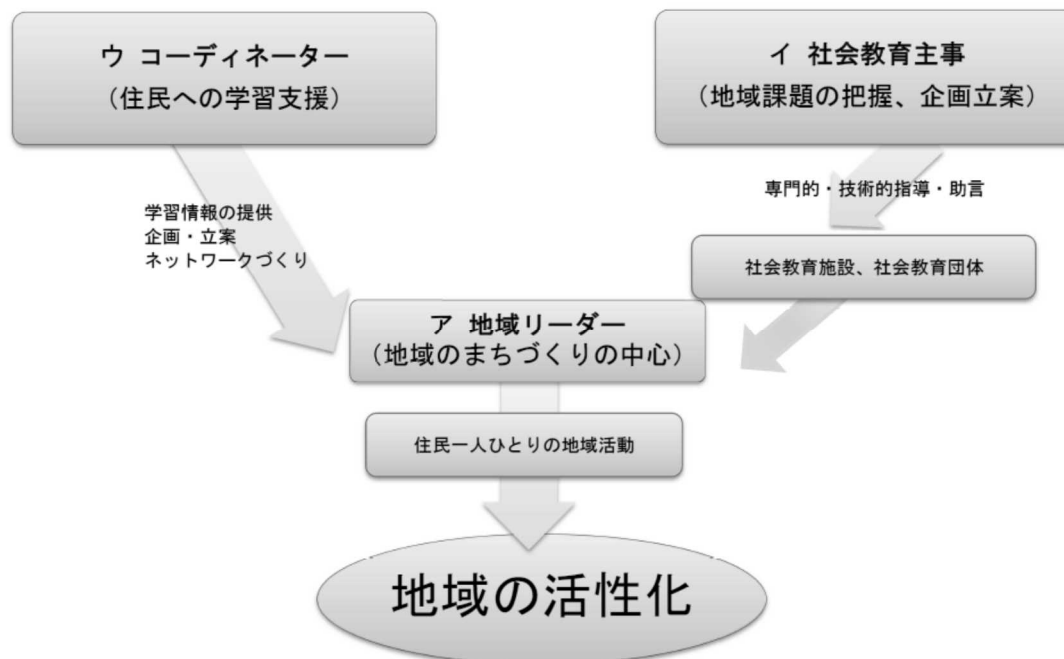 ウ コーディネーター
（住民への学習支援）
イ 社会教育主事
（地域課題の把握、企画立案）
学習情報の提供
企画・立案
ネットワークづくり
専門的・技術的指導・助言
社会教育施設、社会教育団体
ア 地域リーダー
（地域のまちづくりの中心）
住民一人ひとりの地域活動
地域の活性化